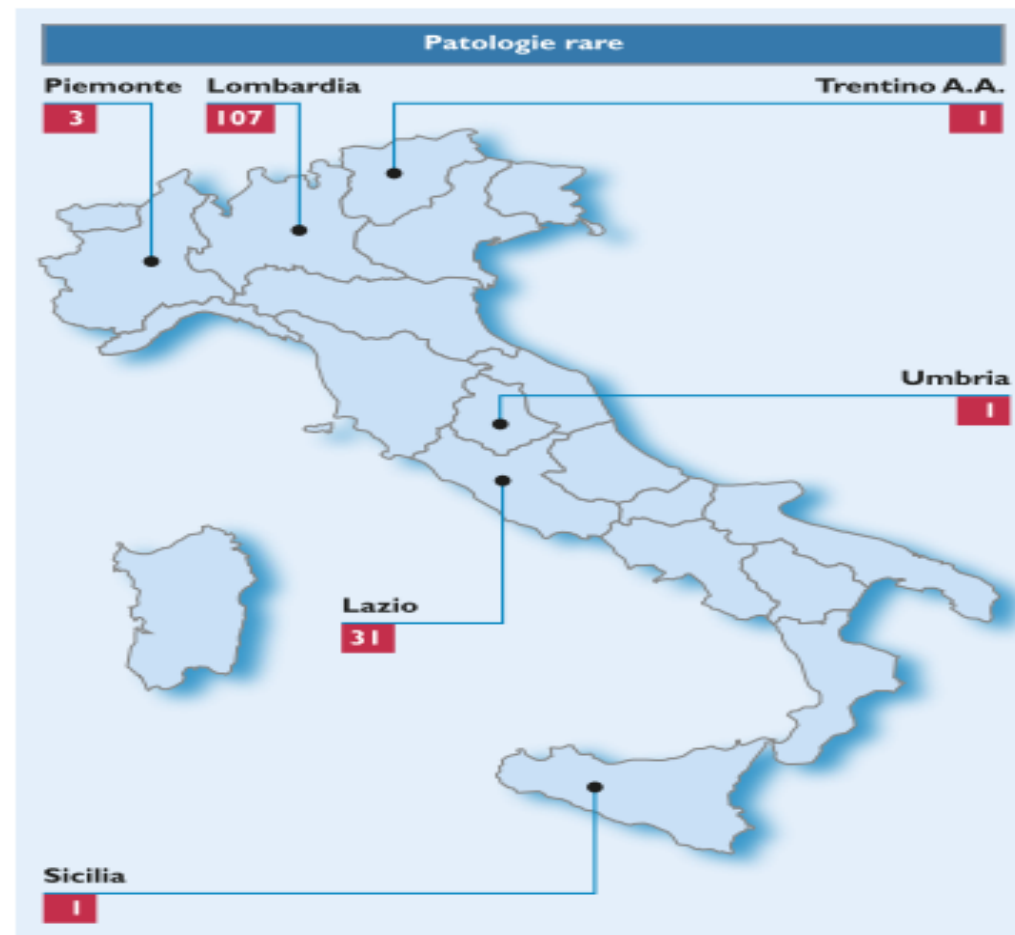 Patologie rare
Piemonte Lombardia Trentino A.A.
3 107 1
Umbria
1
Lazio
31
Sicilia
1